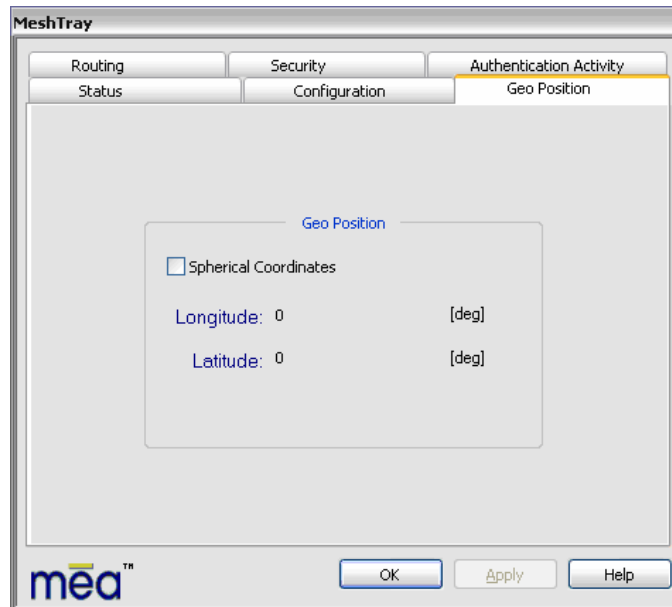 MeshTray
Routing Security Authentication Activity
Status Configuration Geo Position
Geo Position
Spherical Coordinates
Longitude: 0 [deg]
Latitude: 0 [deg]
mēa™
OK Apply Help